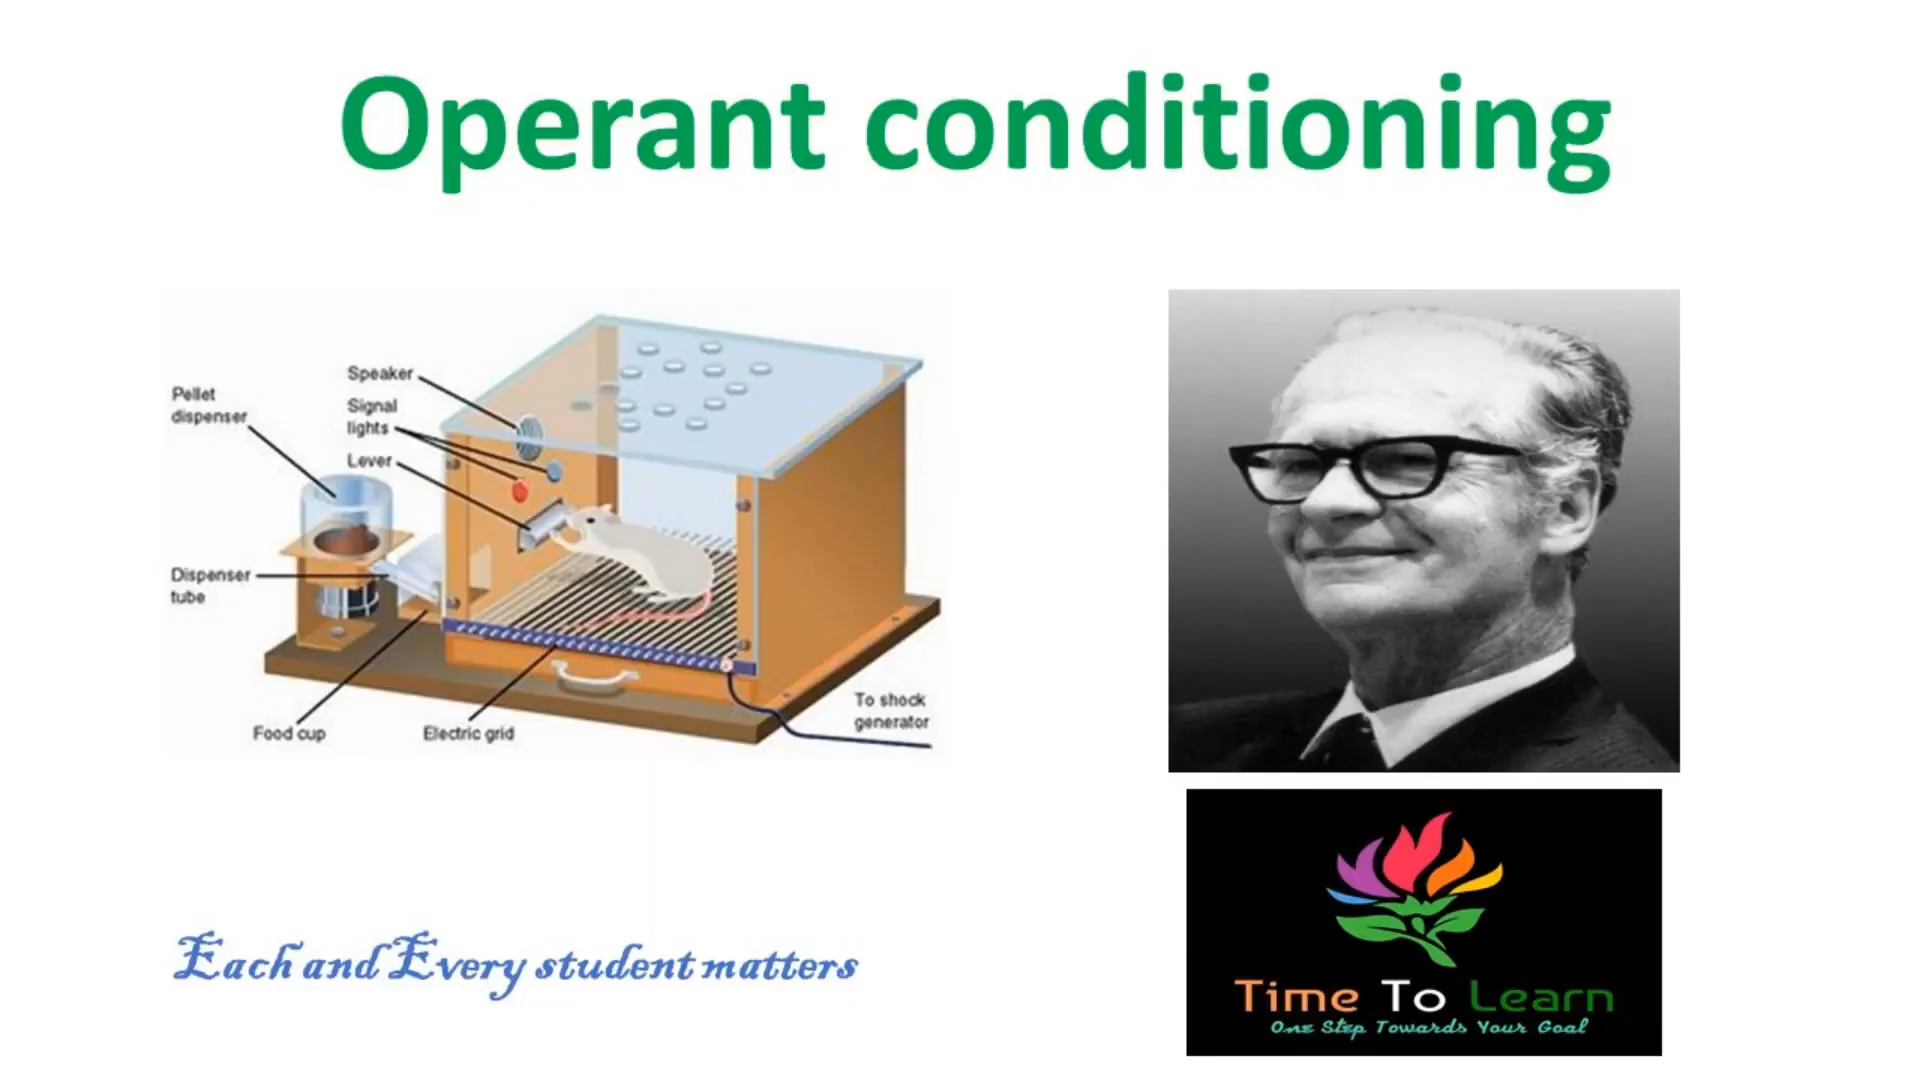 Operant conditioning
Speaker
Pellet
dispenser
Signal
lights
Lever
Dispenser
tube
Food cup
Electric grid
To shock
generator
Each and Every student matters
Time To Learn
One Step Towards Your Goal